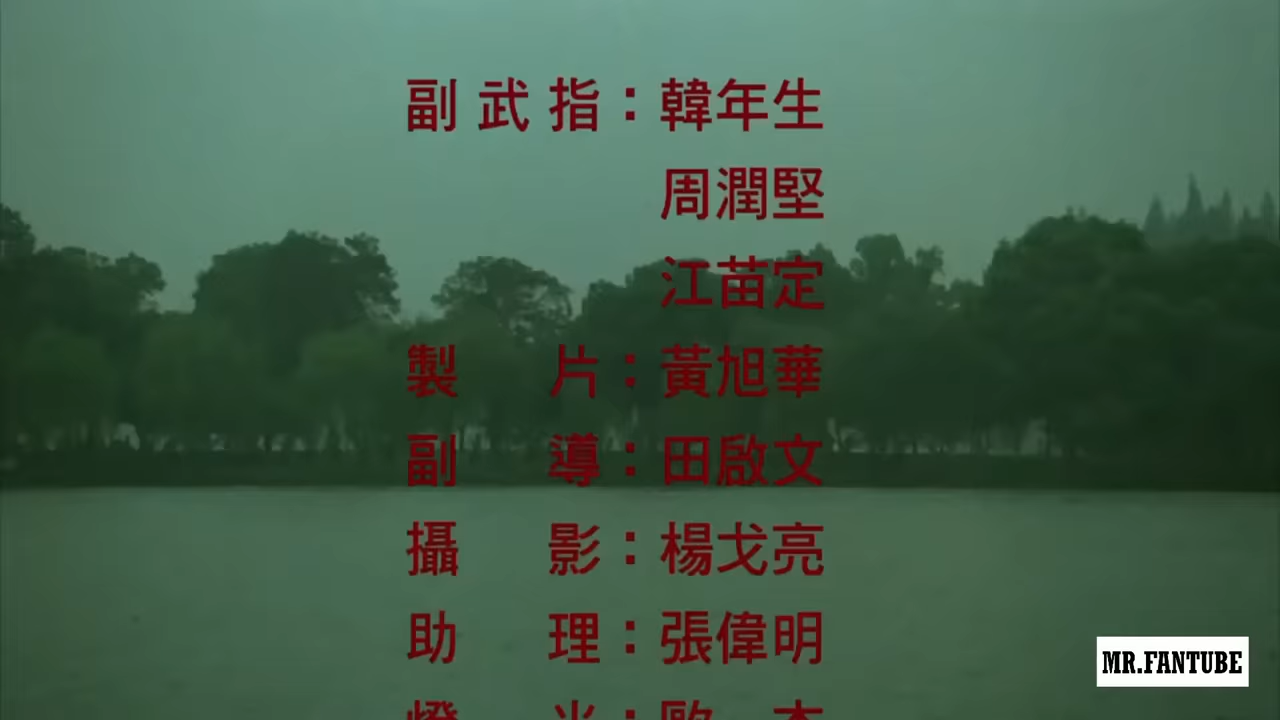 副武指：韓年生
周潤堅
江苗定
製片：黃旭華
副導：田啟文
攝影：楊戈亮
助理：張偉明
MR.FANTUBE